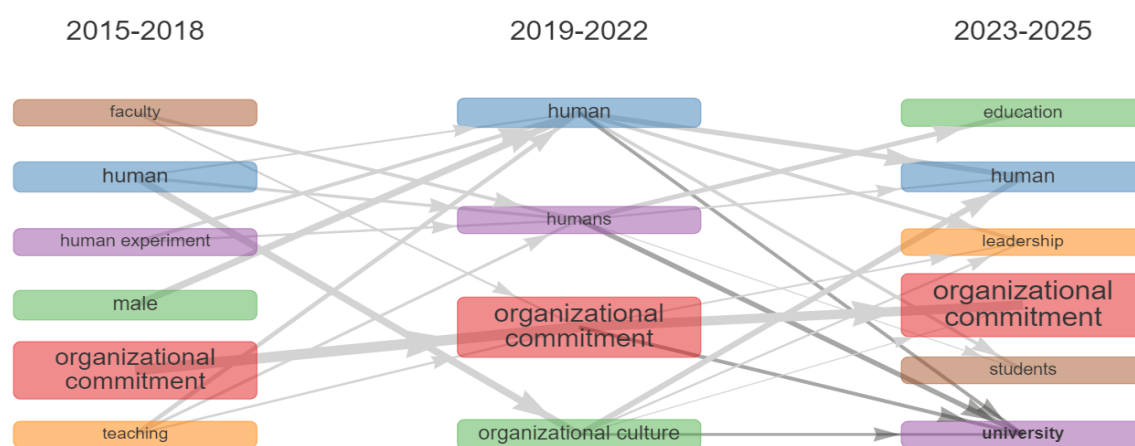 2015-2018
2019-2022
2023-2025
faculty
human
human experiment
male
organizational
commitment
teaching
human
humans
organizational
commitment
organizational culture
education
human
leadership
organizational
commitment
students
university